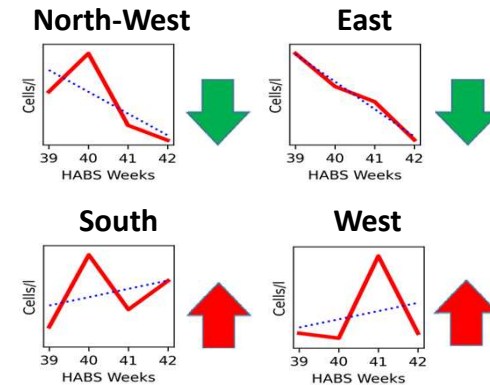 North-West
Cells/l
39 40 41 42
HABS Weeks
East
Cells/l
39 40 41 42
HABS Weeks
South
Cells/l
39 40 41 42
HABS Weeks
West
Cells/l
39 40 41 42
HABS Weeks